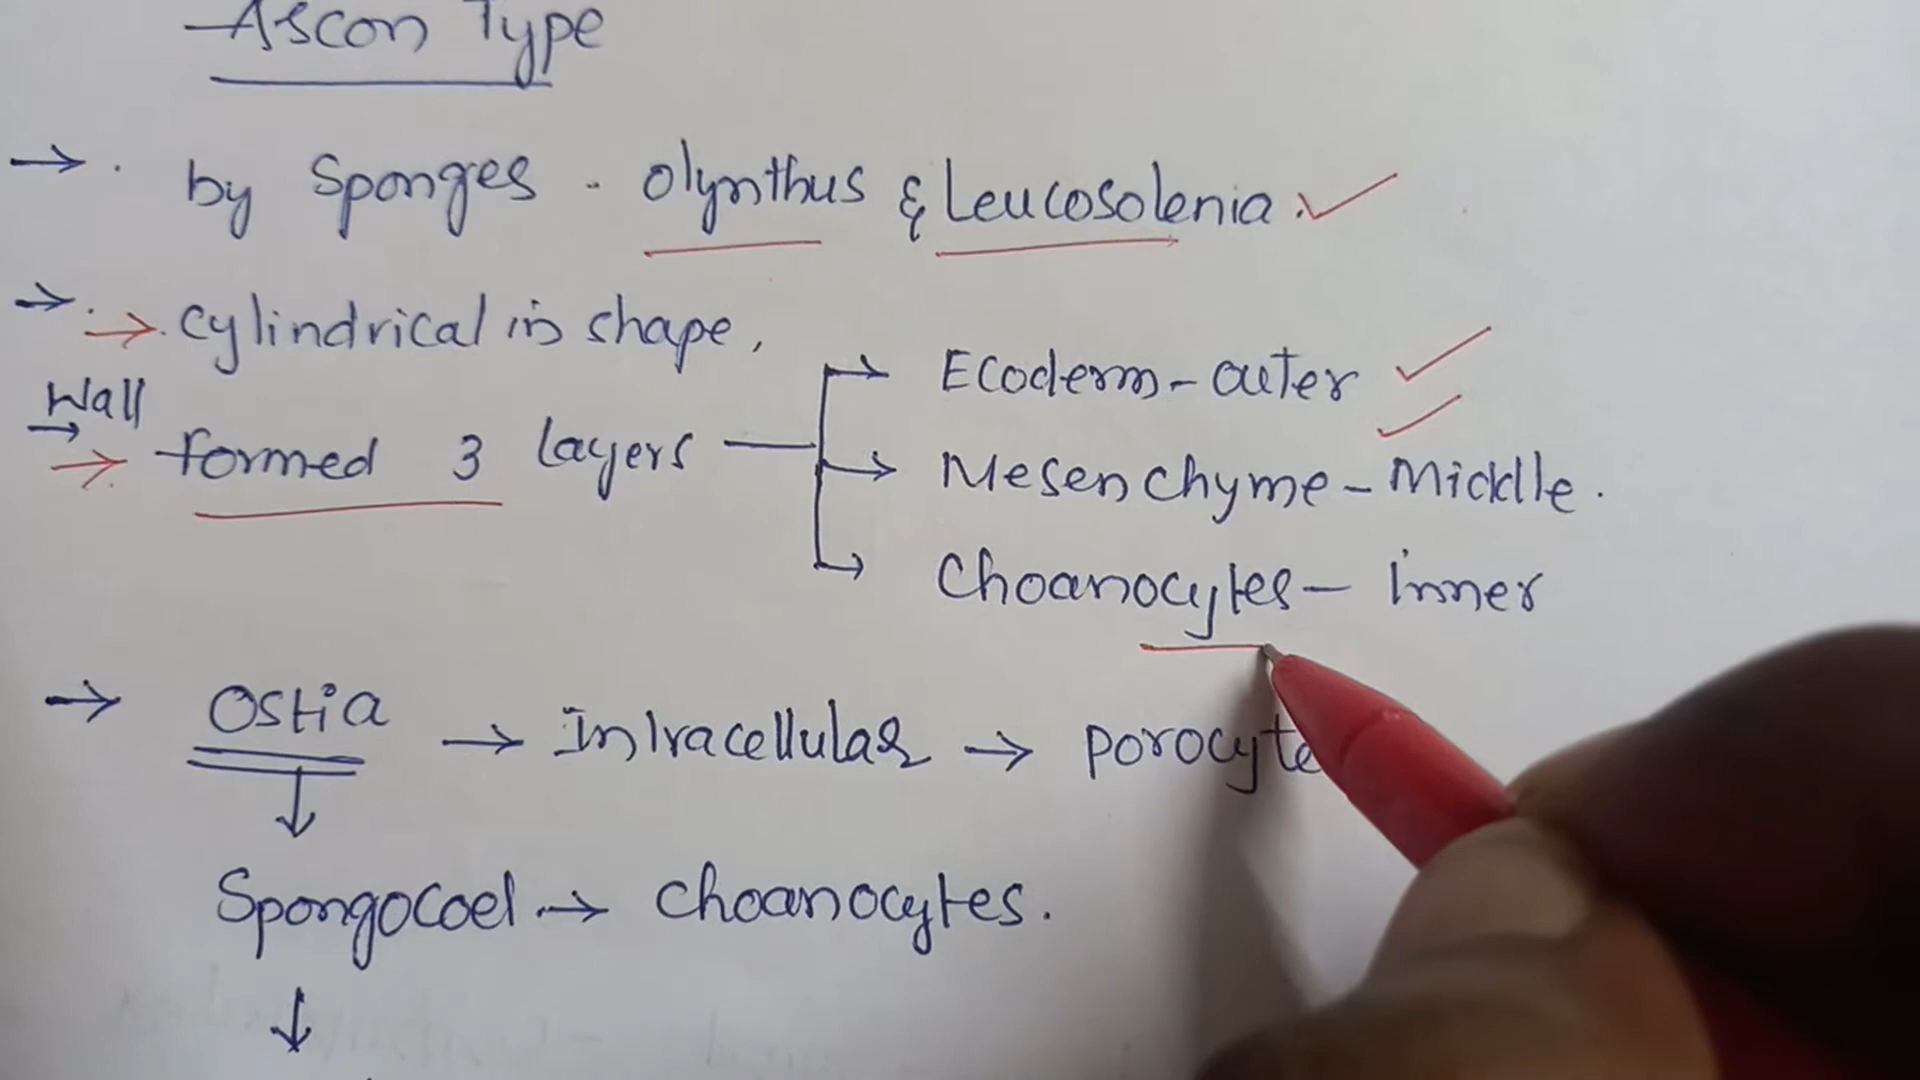 Ascon Type
→. by Sponges - Olynthus & Leucosolenia.
→. → cylindrical in shape,
→ Ecoderm - outer
Wall
→ → formed 3 layers
→ Mesenchyme - Middle.
→ Choanocytes - inner
→ Ostia → Intracellular → porocyte
↓
Spongocoel → choanocytes.
↓